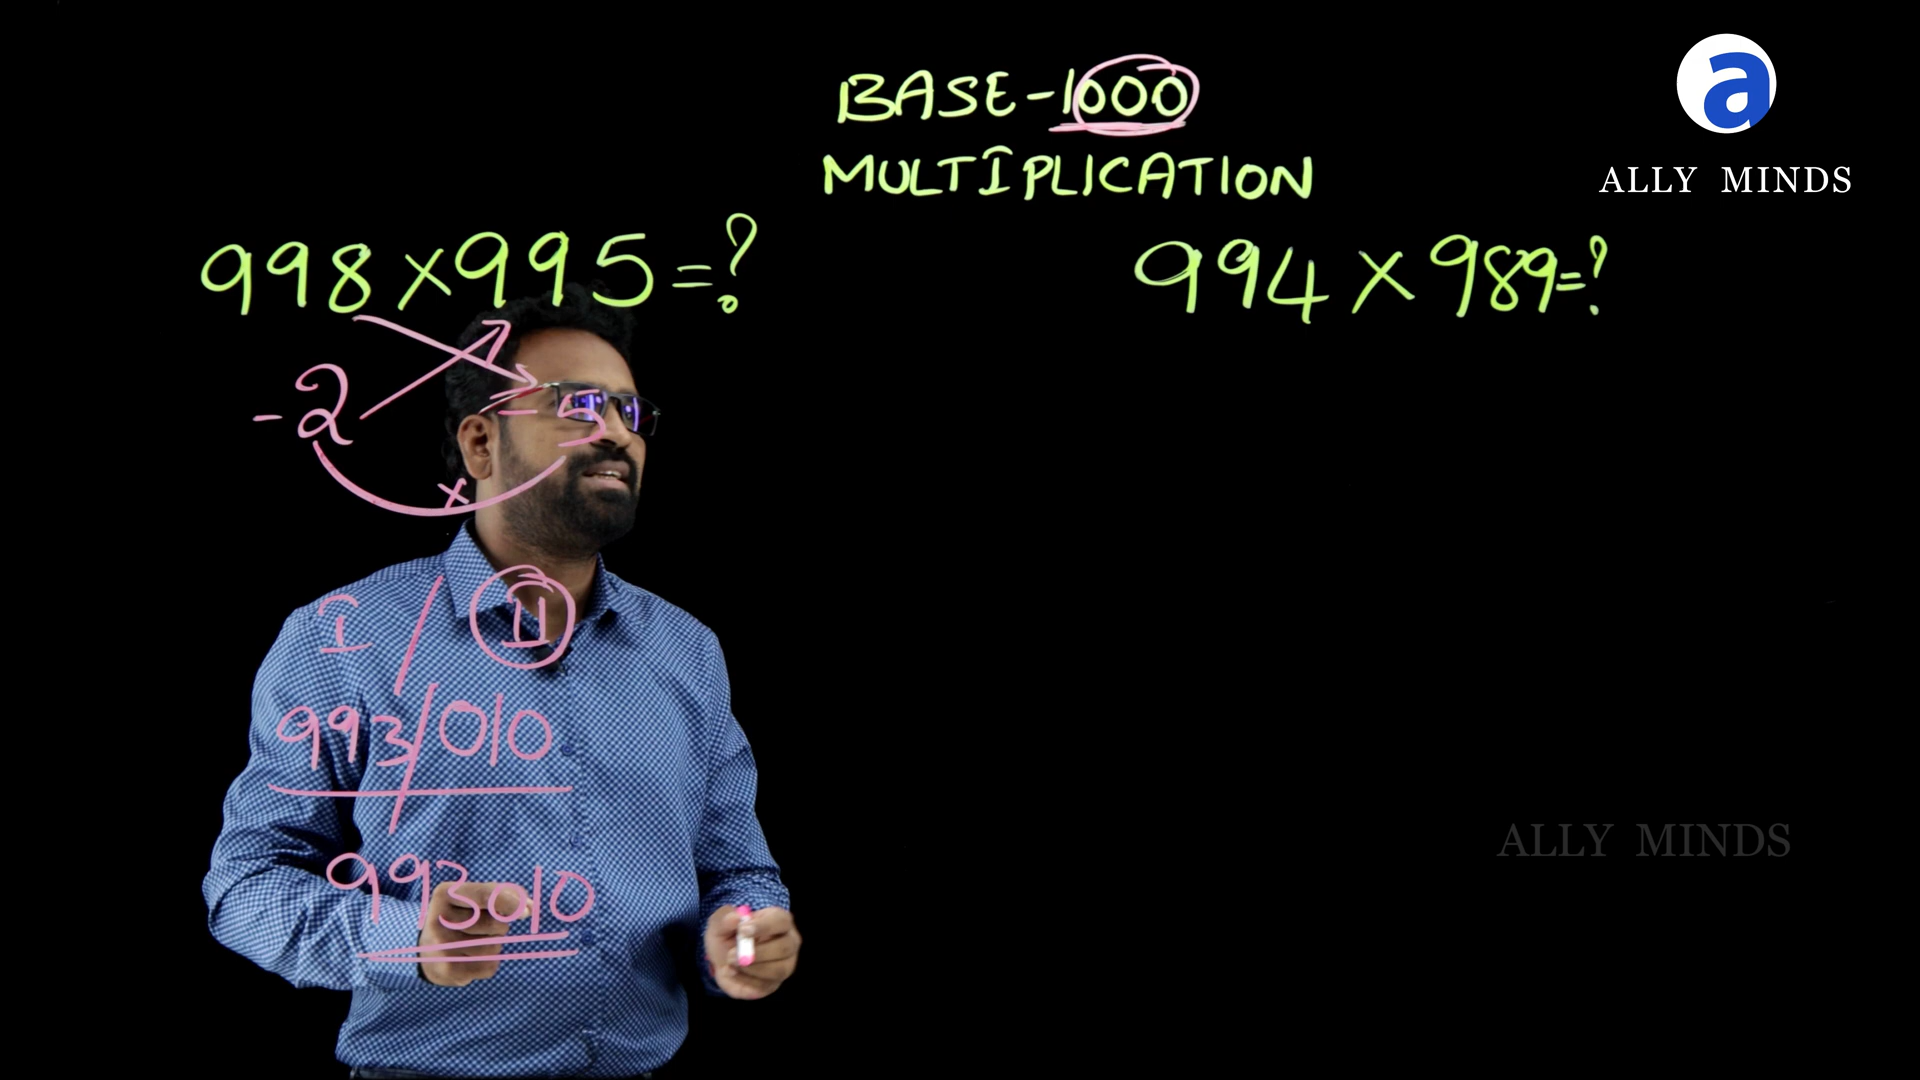 BASE-1000
MULTIPLICATION
a
ALLY MINDS
998×995=?
-2 -5
×
I / II
993/010
993010
994×989=?
ALLY MINDS